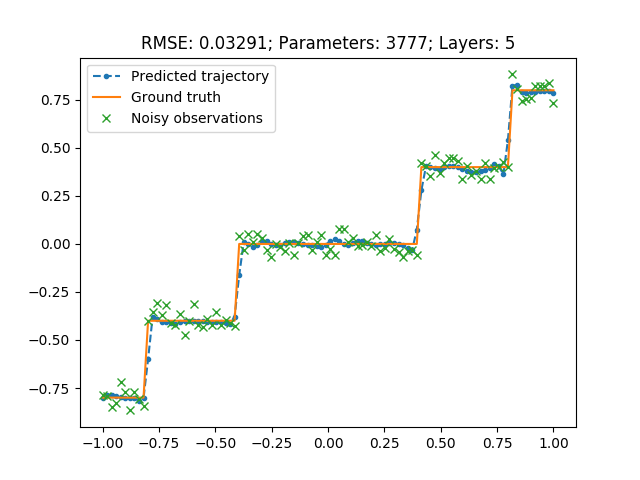 RMSE: 0.03291; Parameters: 3777; Layers: 5
Predicted trajectory
Ground truth
Noisy observations
0.75
0.50
0.25
0.00
−0.25
−0.50
−0.75
−1.00 −0.75 −0.50 −0.25 0.00 0.25 0.50 0.75 1.00